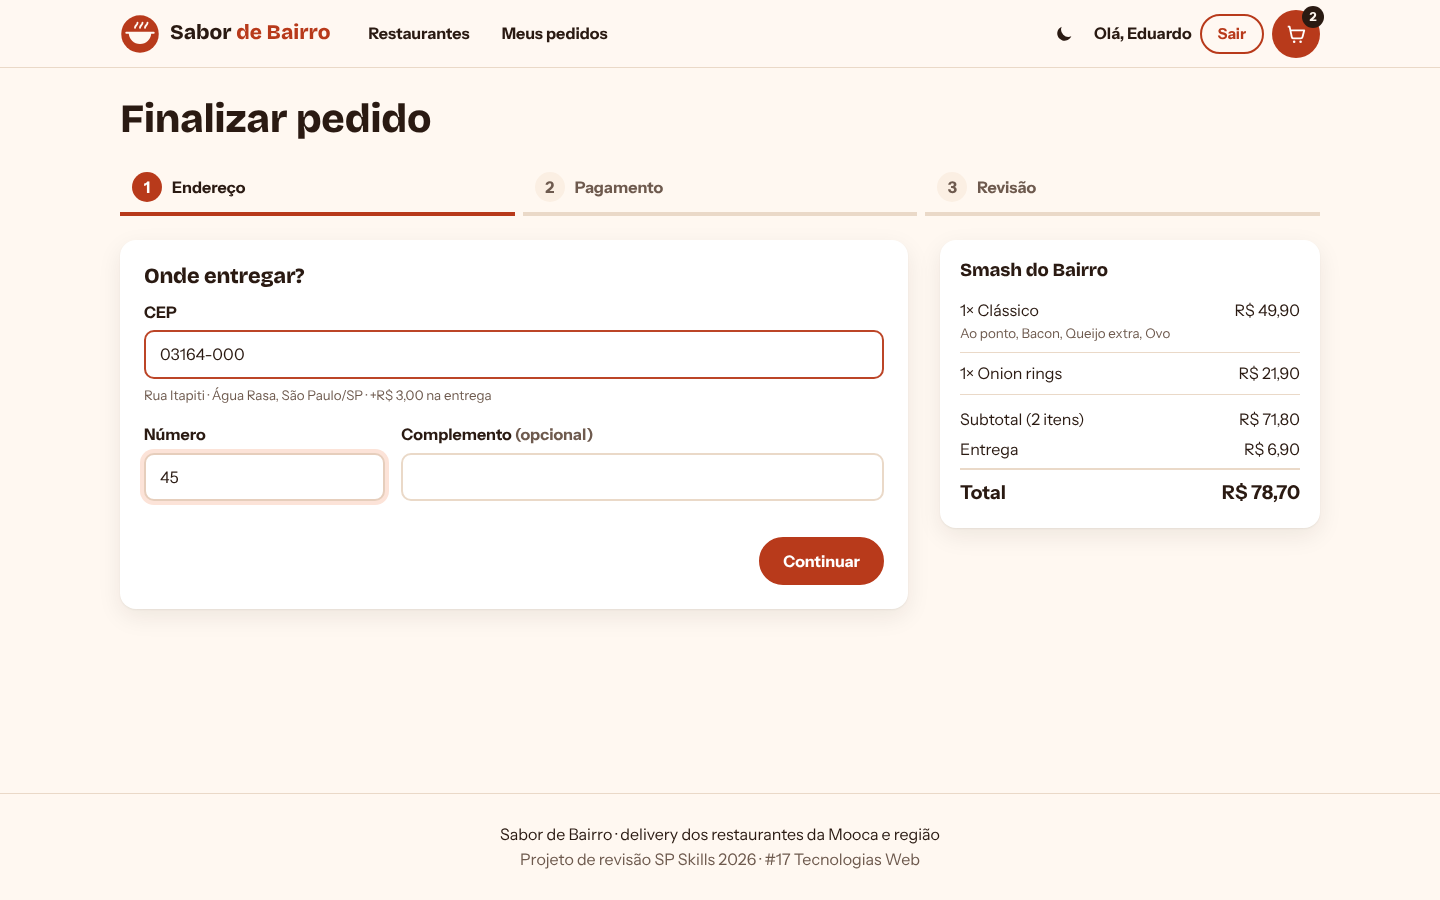 Sabor de Bairro
Restaurantes
Meus pedidos
Olá, Eduardo
Sair
2
Finalizar pedido
1 Endereço
2 Pagamento
3 Revisão
Onde entregar?
CEP
03164-000
Rua Itapiti · Água Rasa, São Paulo/SP · +R$ 3,00 na entrega
Número
45
Complemento (opcional)
Continuar
Smash do Bairro
1× Clássico R$ 49,90
Ao ponto, Bacon, Queijo extra, Ovo
1× Onion rings R$ 21,90
Subtotal (2 itens) R$ 71,80
Entrega R$ 6,90
Total R$ 78,70
Sabor de Bairro · delivery dos restaurantes da Mooca e região
Projeto de revisão SP Skills 2026 · #17 Tecnologias Web